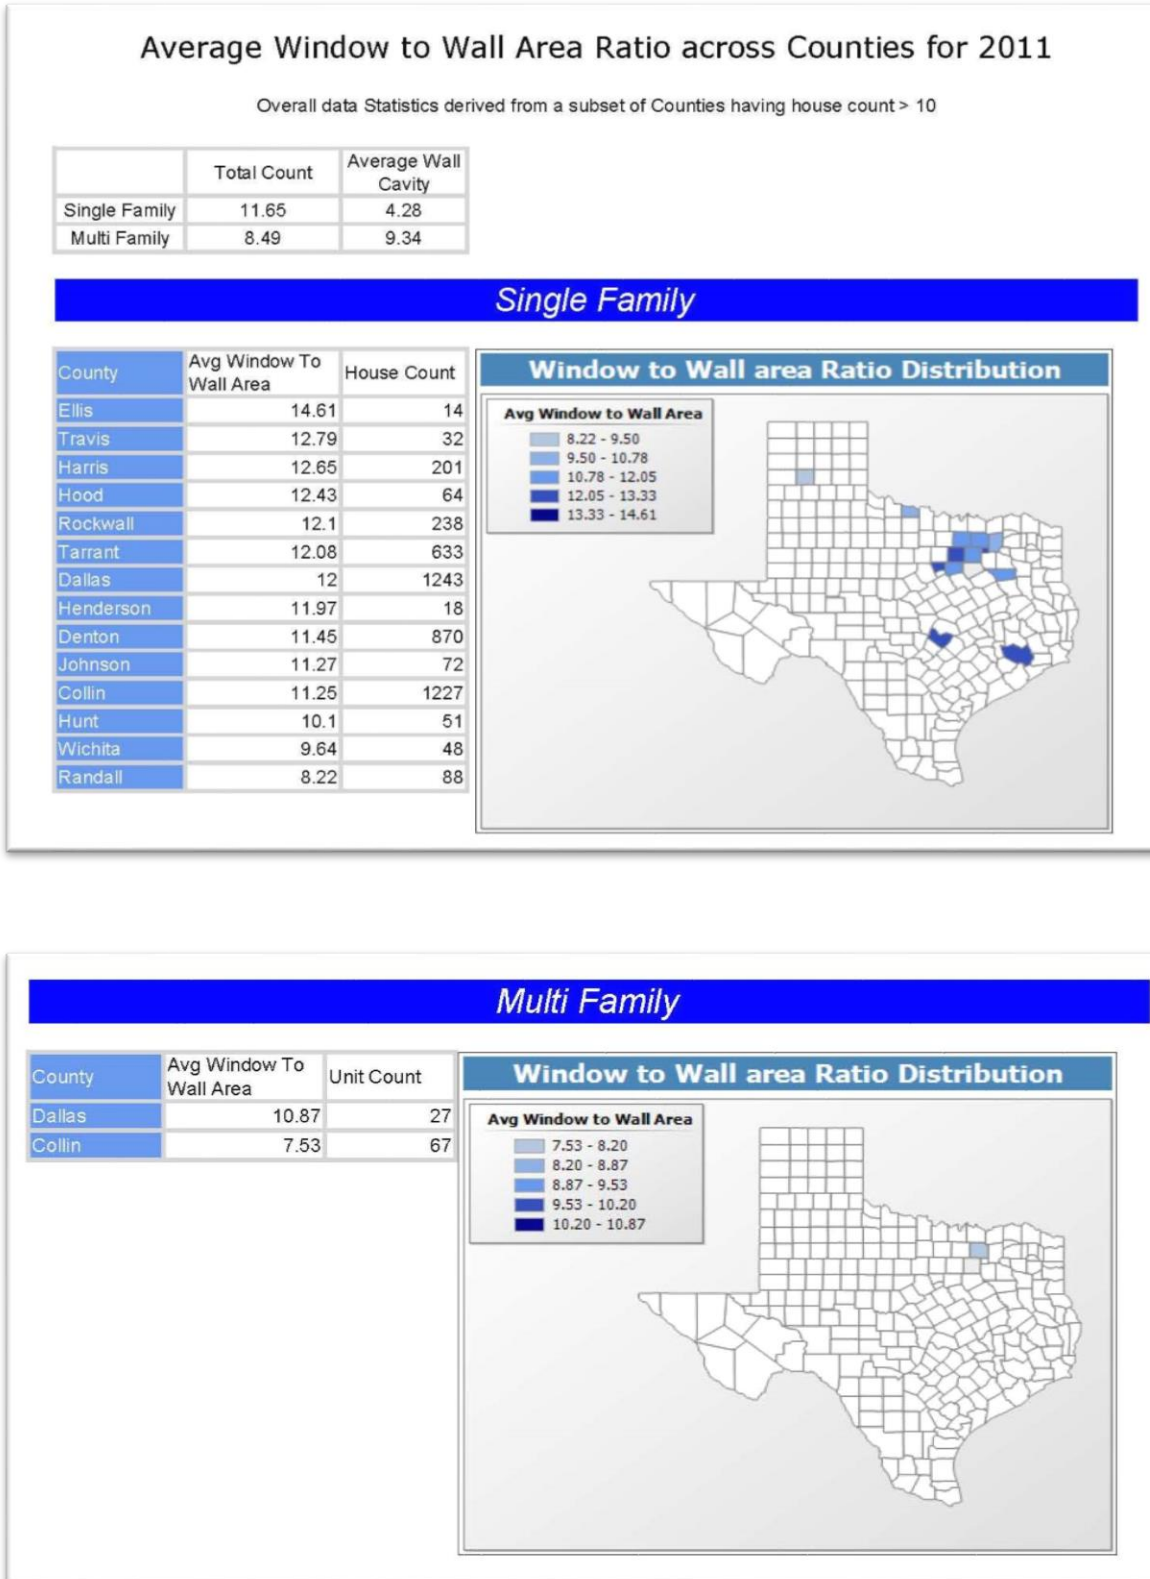 Average Window to Wall Area Ratio across Counties for 2011
Overall data Statistics derived from a subset of Counties having house count > 10
Total Count Average Wall Cavity
Single Family 11.65 4.28
Multi Family 8.49 9.34
Single Family
County Avg Window To Wall Area House Count
Ellis 14.61 14
Travis 12.79 32
Harris 12.65 201
Hood 12.43 64
Rockwall 12.1 238
Tarrant 12.08 633
Dallas 12 1243
Henderson 11.97 18
Denton 11.45 870
Johnson 11.27 72
Collin 11.25 1227
Hunt 10.1 51
Wichita 9.64 48
Randall 8.22 88
Window to Wall area Ratio Distribution
Avg Window to Wall Area
8.22 - 9.50
9.50 - 10.78
10.78 - 12.05
12.05 - 13.33
13.33 - 14.61
Multi Family
County Avg Window To Wall Area Unit Count
Dallas 10.87 27
Collin 7.53 67
Window to Wall area Ratio Distribution
Avg Window to Wall Area
7.53 - 8.20
8.20 - 8.87
8.87 - 9.53
9.53 - 10.20
10.20 - 10.87